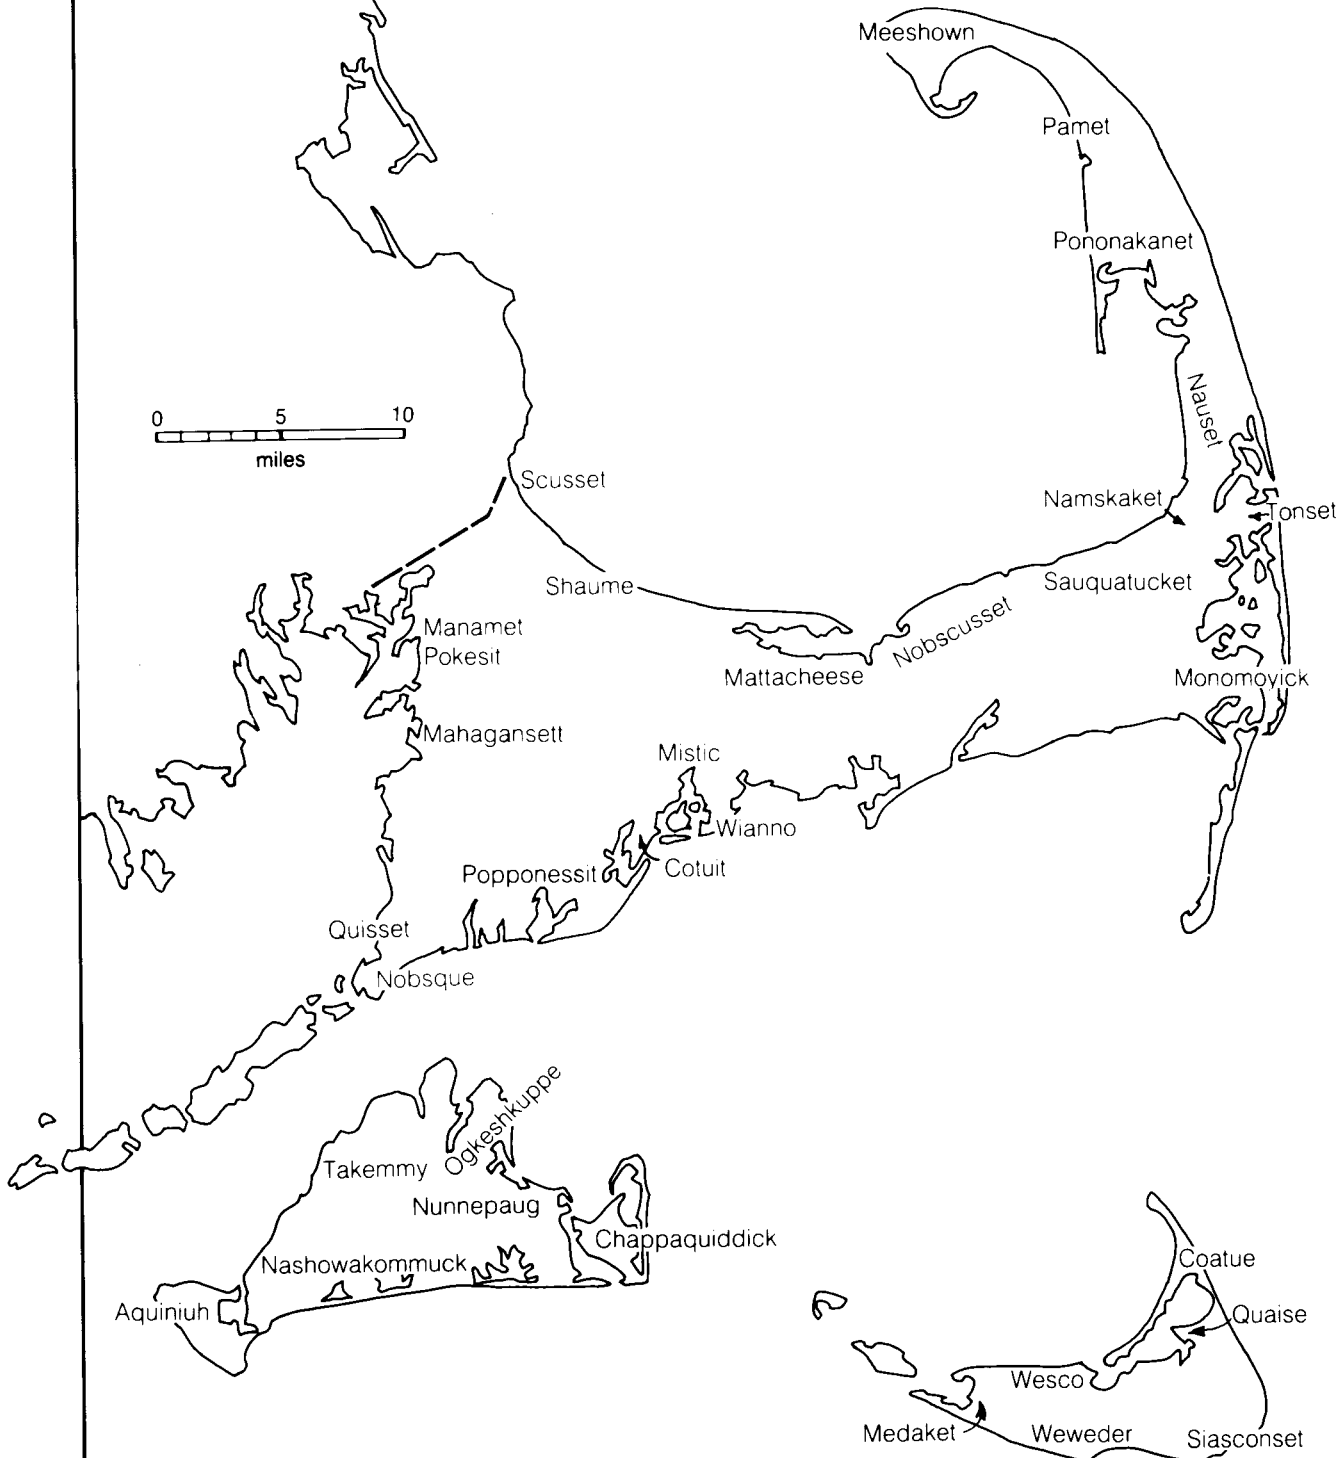 Meeshown
Pamet
Pononakanet
Nauset
0 5 10
miles
Scusset
Namskaket
Tonset
Shaume
Sauquatucket
Nobscusset
Manamet
Pokesit
Mattacheese
Monomoyick
Mahagansett
Mistic
Wianno
Cotuit
Popponessit
Quisset
Nobsque
Ogkeshkuppe
Takemmy
Nunnepaug
Chappaquiddick
Nashowakommuck
Aquiniuh
Coatue
Quaise
Wesco
Medaket
Weweder
Siasconset